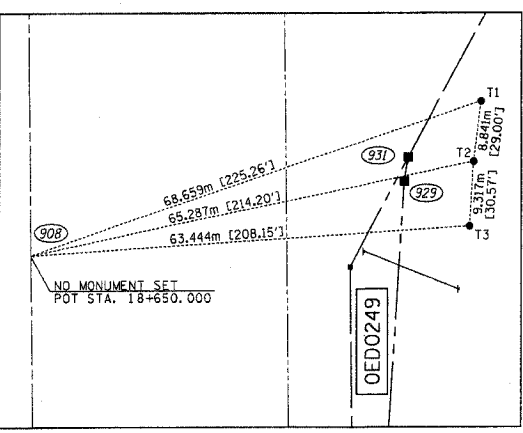 T1
8.841m
[29.00']
931
T2
68.659m [225.26']
929
9.317m
[30.57']
65.287m [214.20']
908
63.444m [208.15']
T3
NO MONUMENT SET
POT STA. 18+650.000
0ED0249